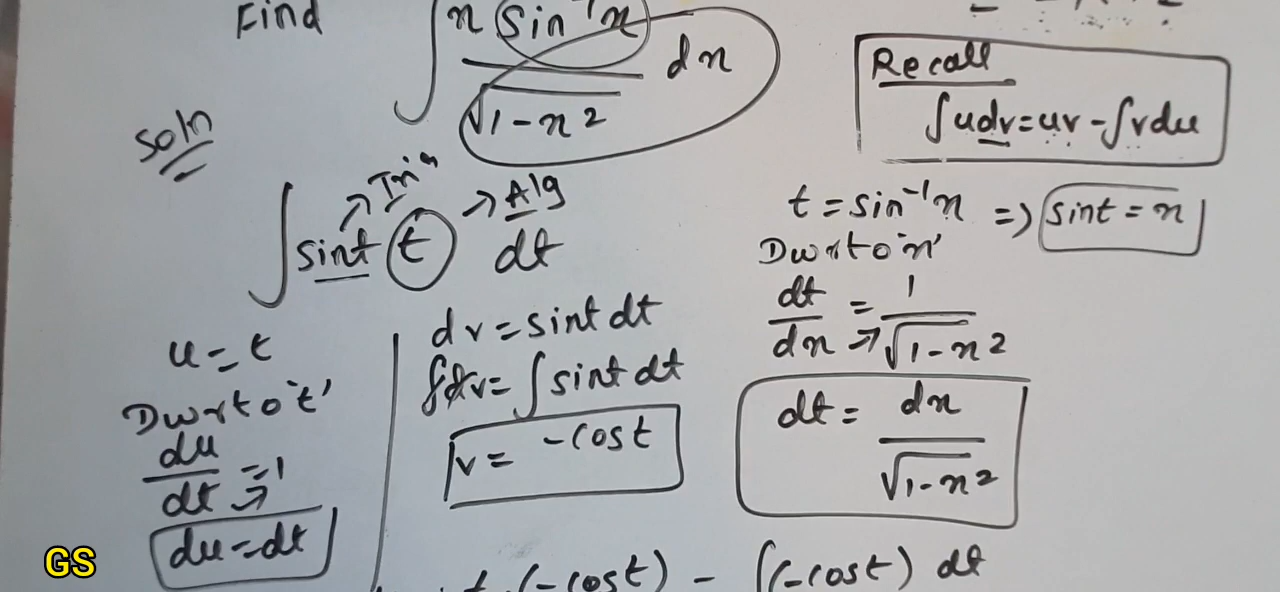 Find ∫ x sin⁻¹x / √1-x² dx
Recall
∫udv=uv-∫vdu
Soln
→Trig
→Alg
∫ sint (t) dt
t = sin⁻¹x => sint = x
Dwrto'x'
dt/dx = 1/√1-x²
dt = dx/√1-x²
u = t
Dwrto't'
du/dt = 1
du = dt
dv = sint dt
∫dv = ∫sint dt
v = -cost
t (-cost) - ∫(-cost) dt
GS